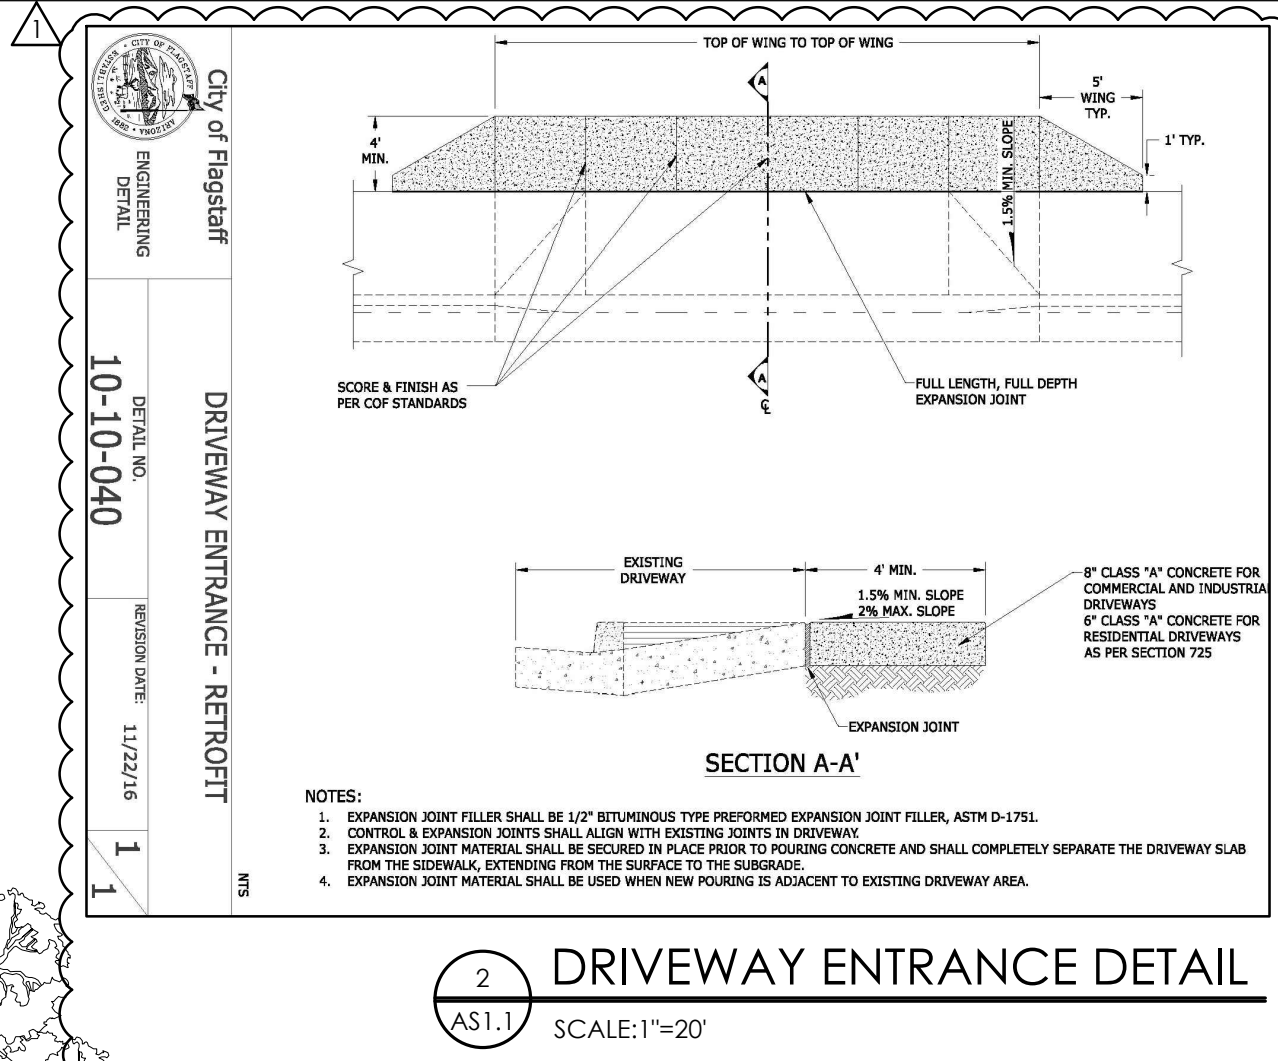 1
CITY OF FLAGSTAFF
ARIZONA
ESTABLISHED 1882
City of Flagstaff
ENGINEERING
DETAIL
DRIVEWAY ENTRANCE - RETROFIT
DETAIL NO.
10-10-040
REVISION DATE: 11/22/16
1
1
NTS
TOP OF WING TO TOP OF WING
A
5'
WING
TYP.
4'
MIN.
1' TYP.
1.5% MIN. SLOPE
SCORE & FINISH AS
PER COF STANDARDS
A
℄
FULL LENGTH, FULL DEPTH
EXPANSION JOINT
EXISTING
DRIVEWAY
4' MIN.
1.5% MIN. SLOPE
2% MAX. SLOPE
8" CLASS "A" CONCRETE FOR
COMMERCIAL AND INDUSTRIA
DRIVEWAYS
6" CLASS "A" CONCRETE FOR
RESIDENTIAL DRIVEWAYS
AS PER SECTION 725
EXPANSION JOINT
SECTION A-A'
NOTES:
1. EXPANSION JOINT FILLER SHALL BE 1/2" BITUMINOUS TYPE PREFORMED EXPANSION JOINT FILLER, ASTM D-1751.
2. CONTROL & EXPANSION JOINTS SHALL ALIGN WITH EXISTING JOINTS IN DRIVEWAY.
3. EXPANSION JOINT MATERIAL SHALL BE SECURED IN PLACE PRIOR TO POURING CONCRETE AND SHALL COMPLETELY SEPARATE THE DRIVEWAY SLAB
FROM THE SIDEWALK, EXTENDING FROM THE SURFACE TO THE SUBGRADE.
4. EXPANSION JOINT MATERIAL SHALL BE USED WHEN NEW POURING IS ADJACENT TO EXISTING DRIVEWAY AREA.
2
AS1.1
DRIVEWAY ENTRANCE DETAIL
SCALE:1"=20'